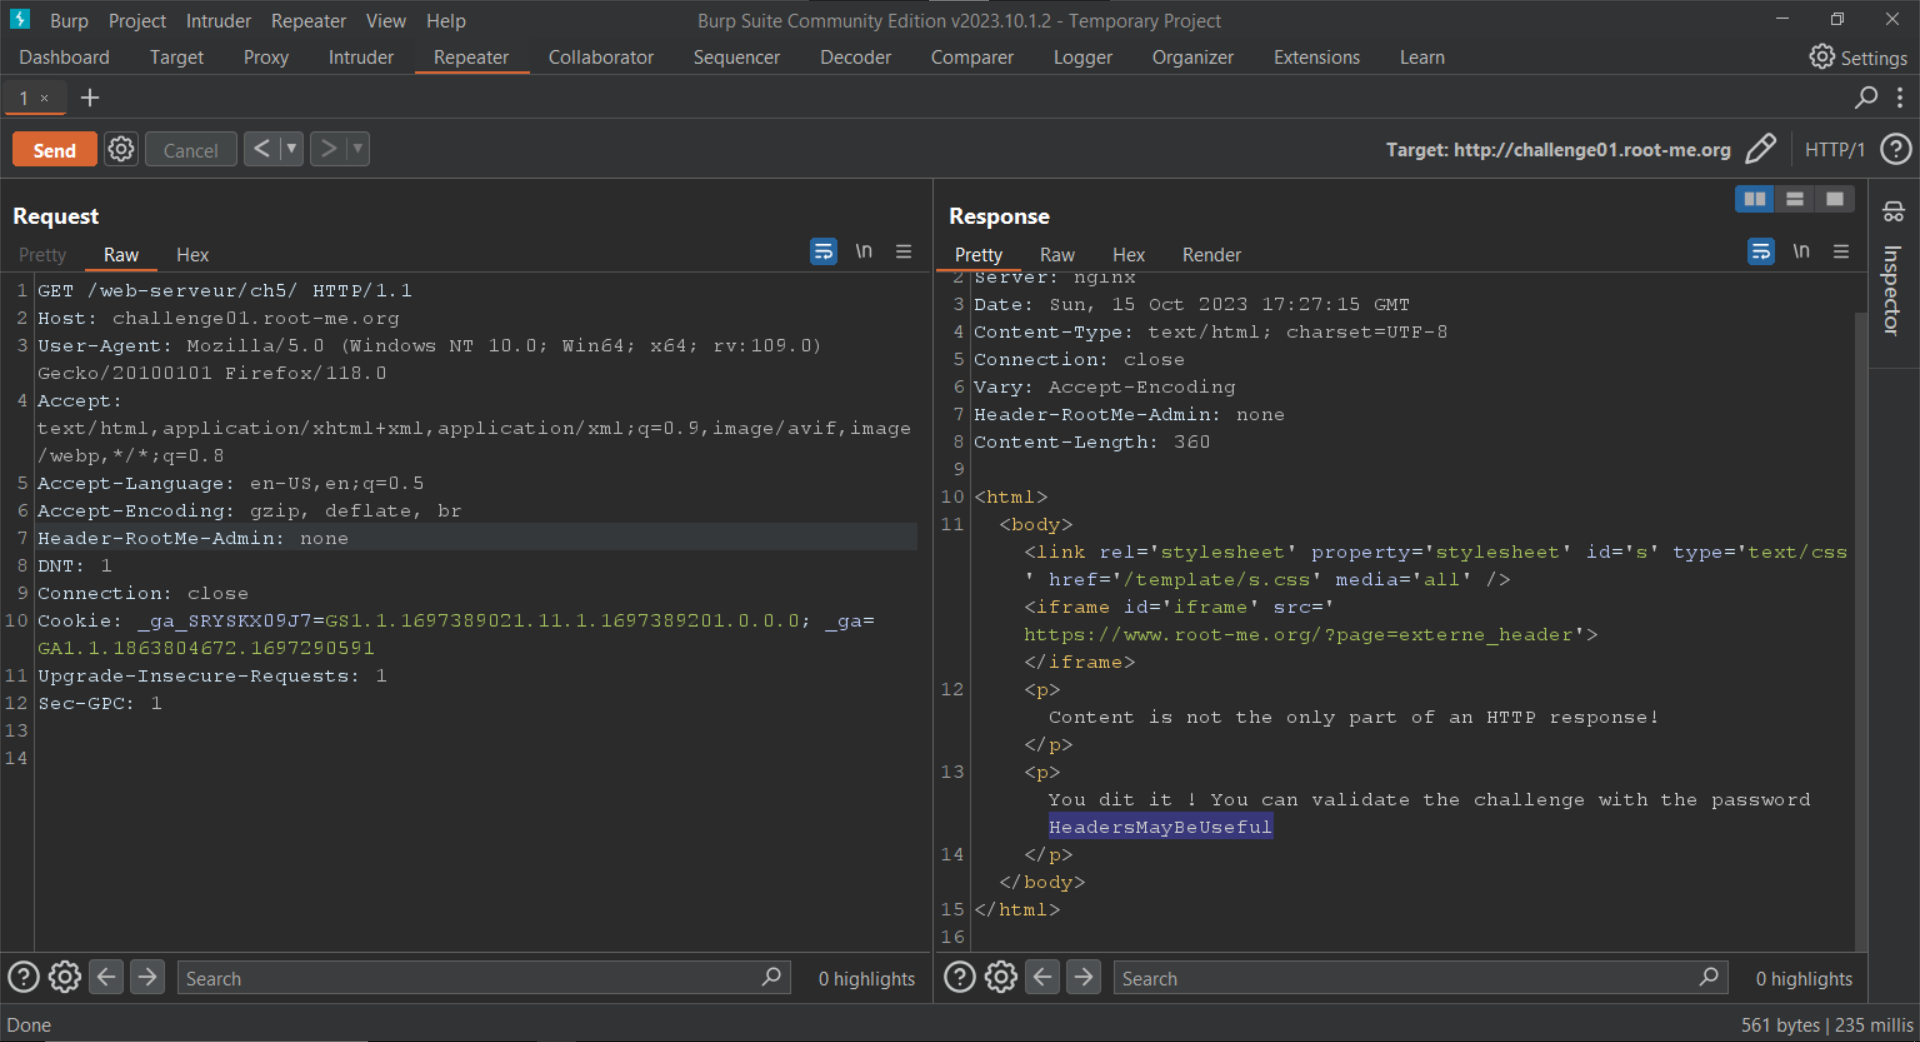 Burp Project Intruder Repeater View Help
Burp Suite Community Edition v2023.10.1.2 - Temporary Project
Dashboard Target Proxy Intruder Repeater Collaborator Sequencer Decoder Comparer Logger Organizer Extensions Learn Settings
1 × +
Send Cancel < > Target: http://challenge01.root-me.org HTTP/1 ?
Request
Pretty Raw Hex \n
1 GET /web-serveur/ch5/ HTTP/1.1
2 Host: challenge01.root-me.org
3 User-Agent: Mozilla/5.0 (Windows NT 10.0; Win64; x64; rv:109.0)
Gecko/20100101 Firefox/118.0
4 Accept:
text/html,application/xhtml+xml,application/xml;q=0.9,image/avif,image
/webp,*/*;q=0.8
5 Accept-Language: en-US,en;q=0.5
6 Accept-Encoding: gzip, deflate, br
7 Header-RootMe-Admin: none
8 DNT: 1
9 Connection: close
10 Cookie: _ga_SRYSKX09J7=GS1.1.1697389021.11.1.1697389201.0.0.0; _ga=
GA1.1.1863804672.1697290591
11 Upgrade-Insecure-Requests: 1
12 Sec-GPC: 1
13
14
? Search 0 highlights
Response
Pretty Raw Hex Render \n
2 Server: nginx
3 Date: Sun, 15 Oct 2023 17:27:15 GMT
4 Content-Type: text/html; charset=UTF-8
5 Connection: close
6 Vary: Accept-Encoding
7 Header-RootMe-Admin: none
8 Content-Length: 360
9
10 <html>
11 <body>
<link rel='stylesheet' property='stylesheet' id='s' type='text/css
' href='/template/s.css' media='all' />
<iframe id='iframe' src='
https://www.root-me.org/?page=externe_header'>
</iframe>
12 <p>
Content is not the only part of an HTTP response!
</p>
13 <p>
You dit it ! You can validate the challenge with the password
HeadersMayBeUseful
14 </p>
</body>
15 </html>
16
? Search 0 highlights
Inspector
Done
561 bytes | 235 millis